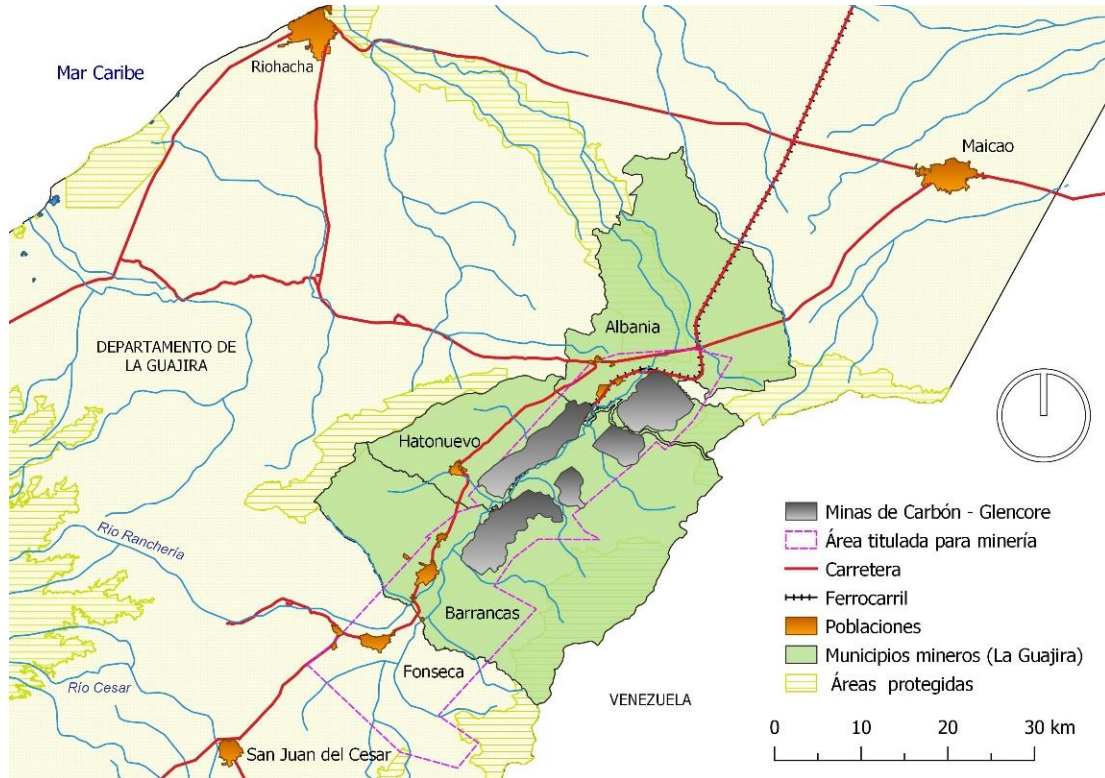 Mar Caribe
Riohacha
Maicao
Albania
DEPARTAMENTO DE
LA GUAJIRA
Hatonuevo
Río Ranchería
Barrancas
Fonseca
Río Cesar
San Juan del Cesar
VENEZUELA
Minas de Carbón - Glencore
Área titulada para minería
Carretera
Ferrocarril
Poblaciones
Municipios mineros (La Guajira)
Áreas protegidas
0 10 20 30 km